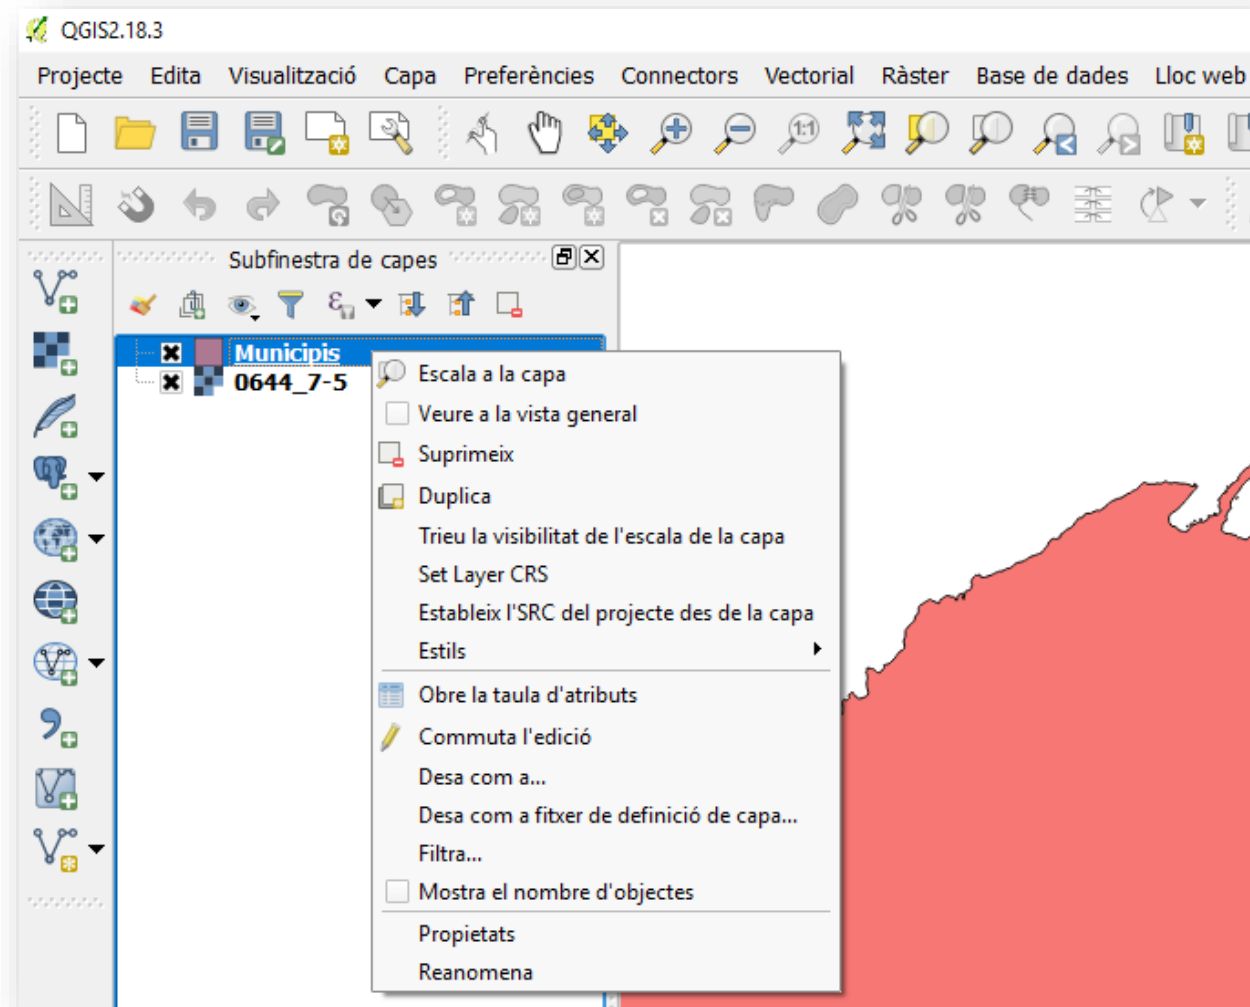 QGIS2.18.3
Projecte Edita Visualització Capa Preferències Connectors Vectorial Ràster Base de dades Lloc web
1:1
Subfinestra de capes
ε
Municipis
0644_7-5
Escala a la capa
Veure a la vista general
Suprimeix
Duplica
Trieu la visibilitat de l'escala de la capa
Set Layer CRS
Estableix l'SRC del projecte des de la capa
Estils
Obre la taula d'atributs
Commuta l'edició
Desa com a...
Desa com a fitxer de definició de capa...
Filtra...
Mostra el nombre d'objectes
Propietats
Reanomena